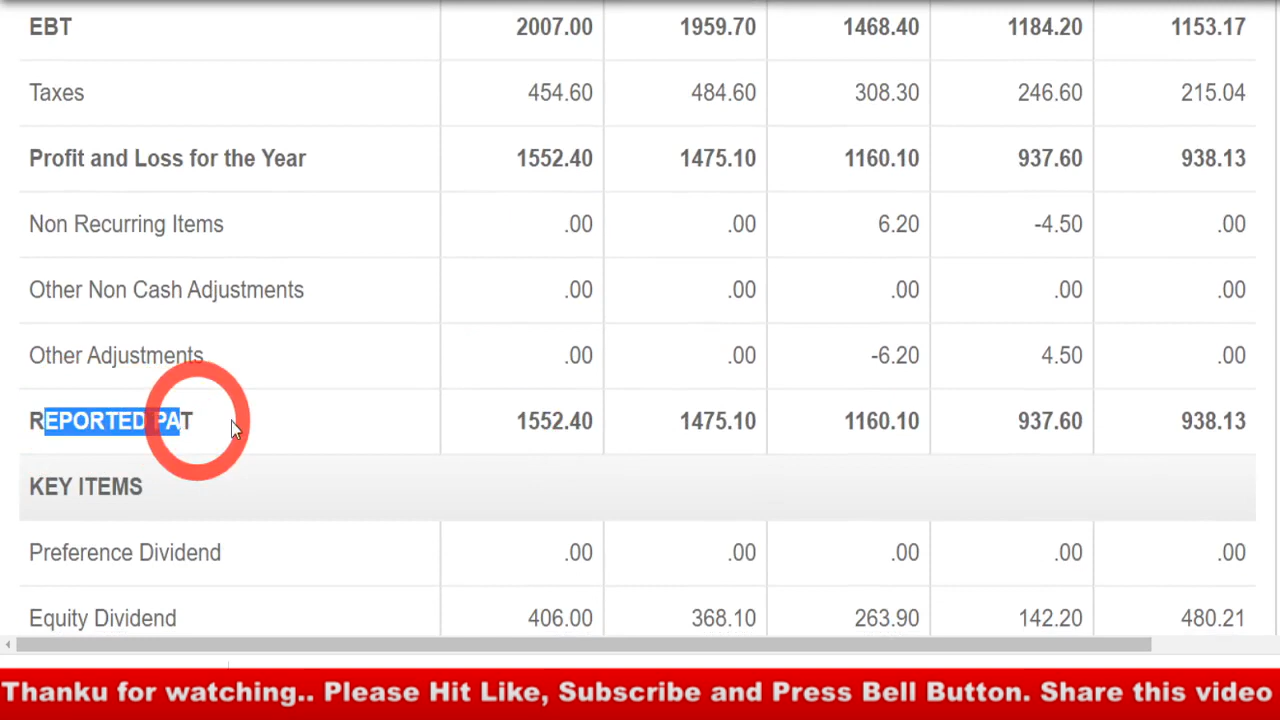 EBT 2007.00 1959.70 1468.40 1184.20 1153.17
Taxes 454.60 484.60 308.30 246.60 215.04
Profit and Loss for the Year 1552.40 1475.10 1160.10 937.60 938.13
Non Recurring Items .00 .00 6.20 -4.50 .00
Other Non Cash Adjustments .00 .00 .00 .00 .00
Other Adjustments .00 .00 -6.20 4.50 .00
REPORTED PAT 1552.40 1475.10 1160.10 937.60 938.13
KEY ITEMS
Preference Dividend .00 .00 .00 .00 .00
Equity Dividend 406.00 368.10 263.90 142.20 480.21
Thanku for watching.. Please Hit Like, Subscribe and Press Bell Button. Share this video